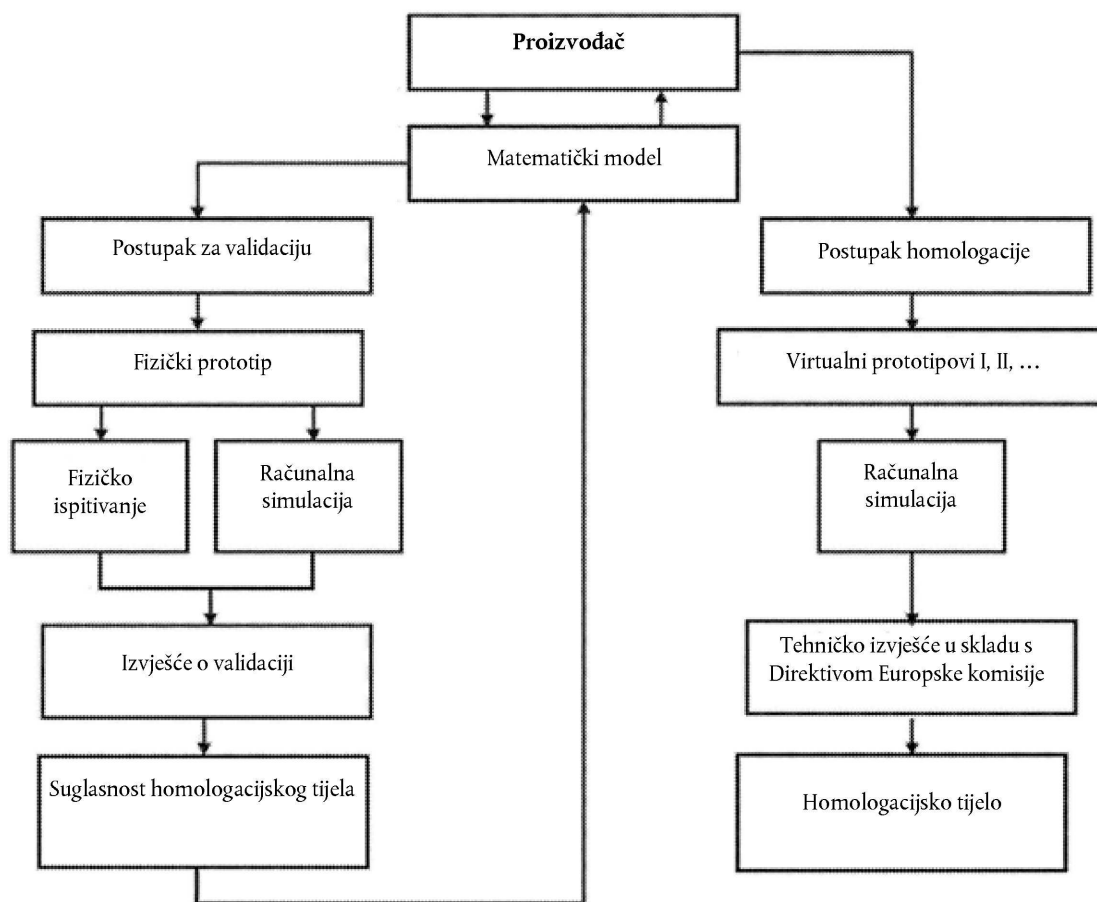 Proizvođač
Matematički model
Postupak za validaciju
Postupak homologacije
Fizički prototip
Virtualni prototipovi I, II, …
Fizičko
ispitivanje
Računalna
simulacija
Računalna
simulacija
Izvješće o validaciji
Tehničko izvješće u skladu s
Direktivom Europske komisije
Suglasnost homologacijskog tijela
Homologacijsko tijelo